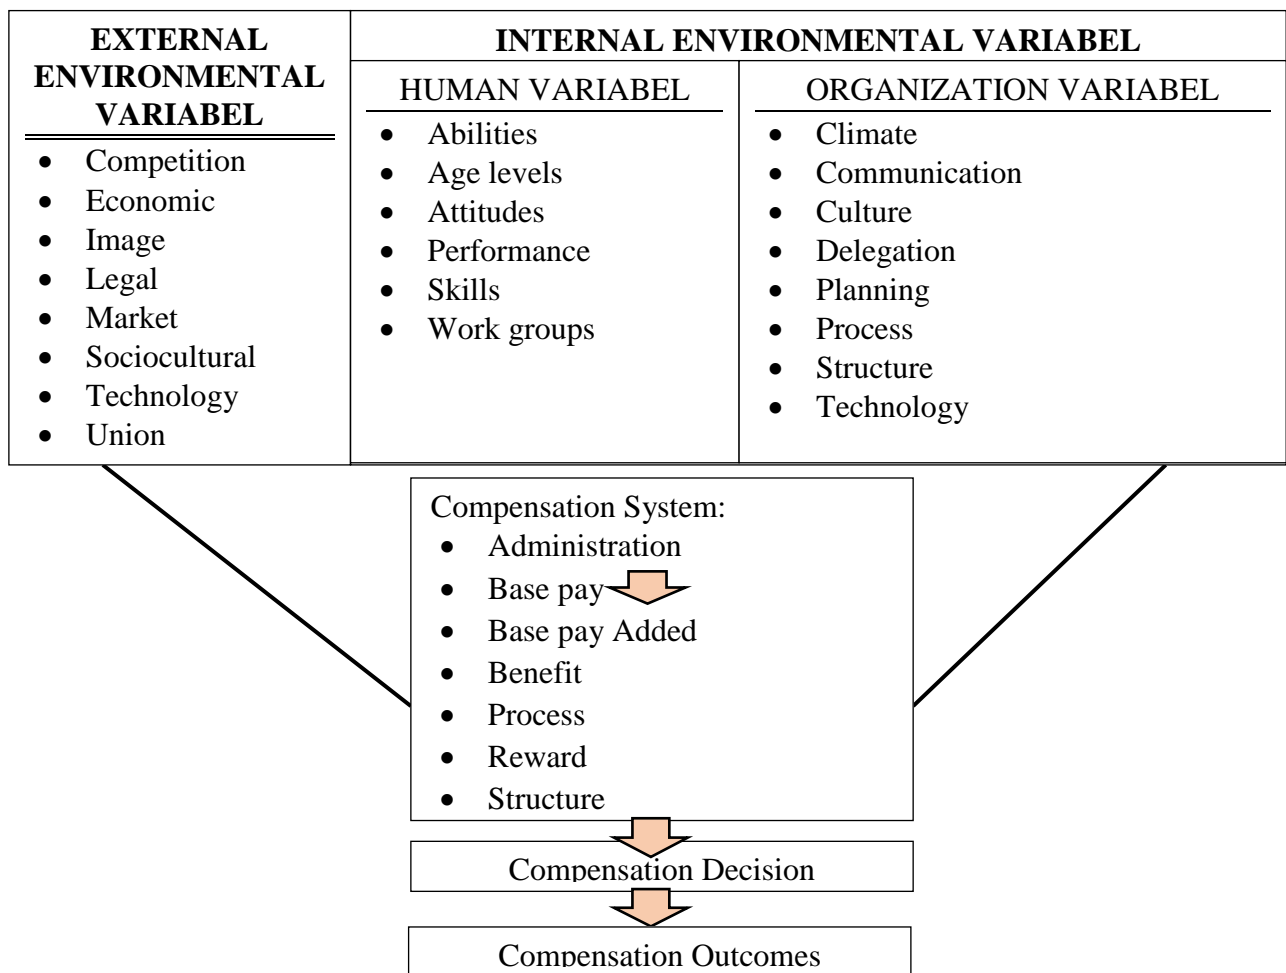 EXTERNAL
ENVIRONMENTAL
VARIABEL
• Competition
• Economic
• Image
• Legal
• Market
• Sociocultural
• Technology
• Union
INTERNAL ENVIRONMENTAL VARIABEL
HUMAN VARIABEL
• Abilities
• Age levels
• Attitudes
• Performance
• Skills
• Work groups
ORGANIZATION VARIABEL
• Climate
• Communication
• Culture
• Delegation
• Planning
• Process
• Structure
• Technology
Compensation System:
• Administration
• Base pay
• Base pay Added
• Benefit
• Process
• Reward
• Structure
Compensation Decision
Compensation Outcomes